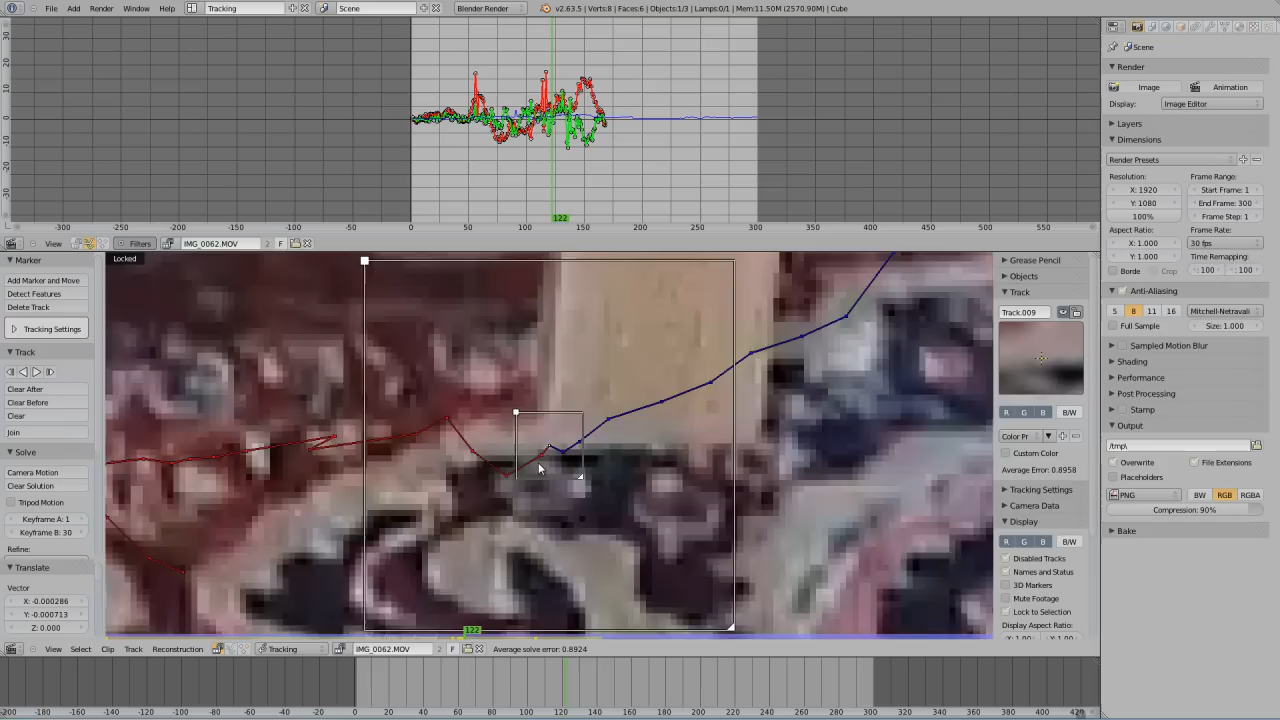 File Add Render Window Help Tracking Scene Blender Render v2.63.5 | Verts:8 | Faces:6 | Objects:1/3 | Lamps:0/1 | Mem:11.50M (2570.90M) | Cube
Scene
Render
Image Animation
Display: Image Editor
Layers
Dimensions
Render Presets
Resolution: Frame Range:
X: 1920 Start Frame: 1
Y: 1080 End Frame: 300
100% Frame Step: 1
Aspect Ratio: Frame Rate:
X: 1.000 30 fps
Y: 1.000 Time Remapping:
Borde Crop : 100 : 100
Anti-Aliasing
5 8 11 16 Mitchell-Netravali
Full Sample Size: 1.000
Sampled Motion Blur
Shading
Performance
Post Processing
Stamp
Output
/tmp\
Overwrite File Extensions
Placeholders
PNG BW RGB RGBA
Compression: 90%
Bake
30
20
10
0
-10
-20
-30
122
-300 -250 -200 -150 -100 -50 0 50 100 150 200 250 300 350 400 450 500 550
View Filters IMG_0062.MOV 2 F
Marker
Add Marker and Move
Detect Features
Delete Track
Tracking Settings
Track
Clear After
Clear Before
Clear
Join
Solve
Camera Motion
Clear Solution
Tripod Motion
Keyframe A: 1
Keyframe B: 30
Refine:
Translate
Vector
X: -0.000286
Y: -0.000713
Z: 0.000
Locked
122
Grease Pencil
Objects
Track
Track.009
R G B B/W
Color Pr
Custom Color
Average Error: 0.8958
Tracking Settings
Camera Data
Display
R G B B/W
Disabled Tracks
Names and Status
3D Markers
Mute Footage
Lock to Selection
Display Aspect Ratio:
X: 1.00 Y: 1.00
View Select Clip Track Reconstruction Tracking IMG_0062.MOV 2 F Average solve error: 0.8924
-200 -180 -160 -140 -120 -100 -80 -60 -40 -20 0 20 40 60 80 100 120 140 160 180 200 220 240 260 280 300 320 340 360 380 400 420